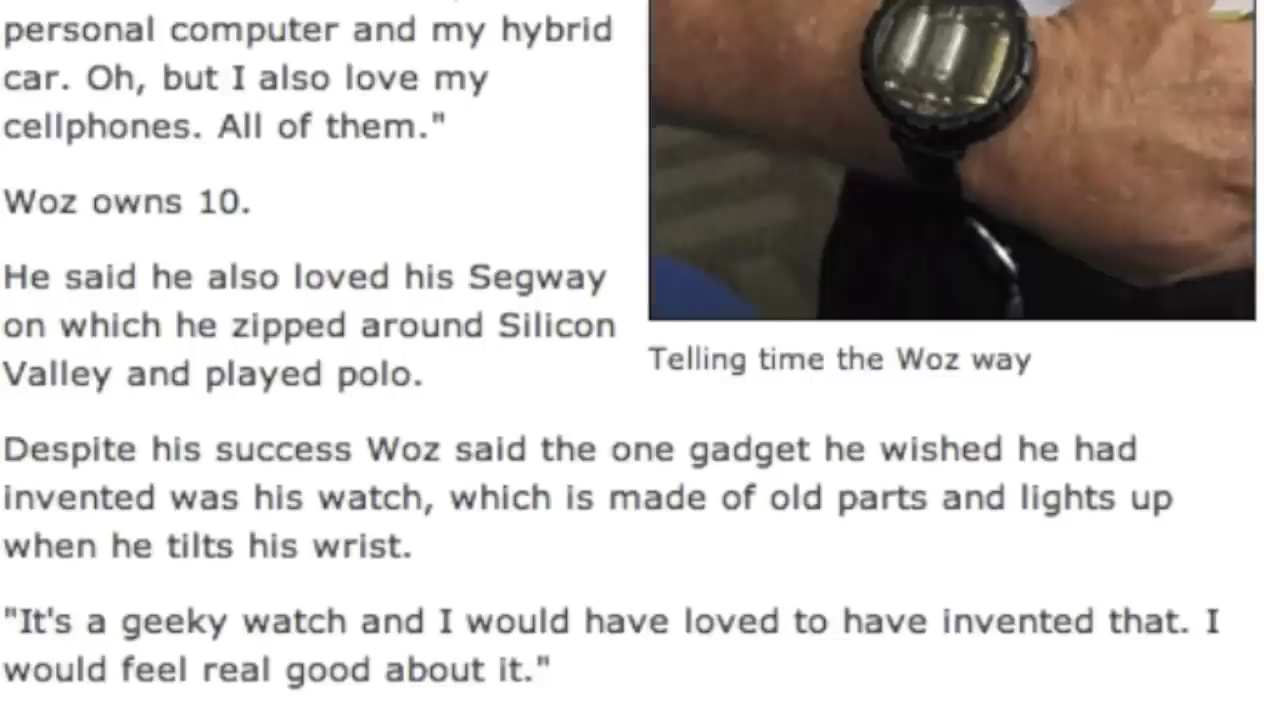 personal computer and my hybrid
car. Oh, but I also love my
cellphones. All of them."
Woz owns 10.
He said he also loved his Segway
on which he zipped around Silicon
Valley and played polo.
Telling time the Woz way
Despite his success Woz said the one gadget he wished he had
invented was his watch, which is made of old parts and lights up
when he tilts his wrist.
"It's a geeky watch and I would have loved to have invented that. I
would feel real good about it."